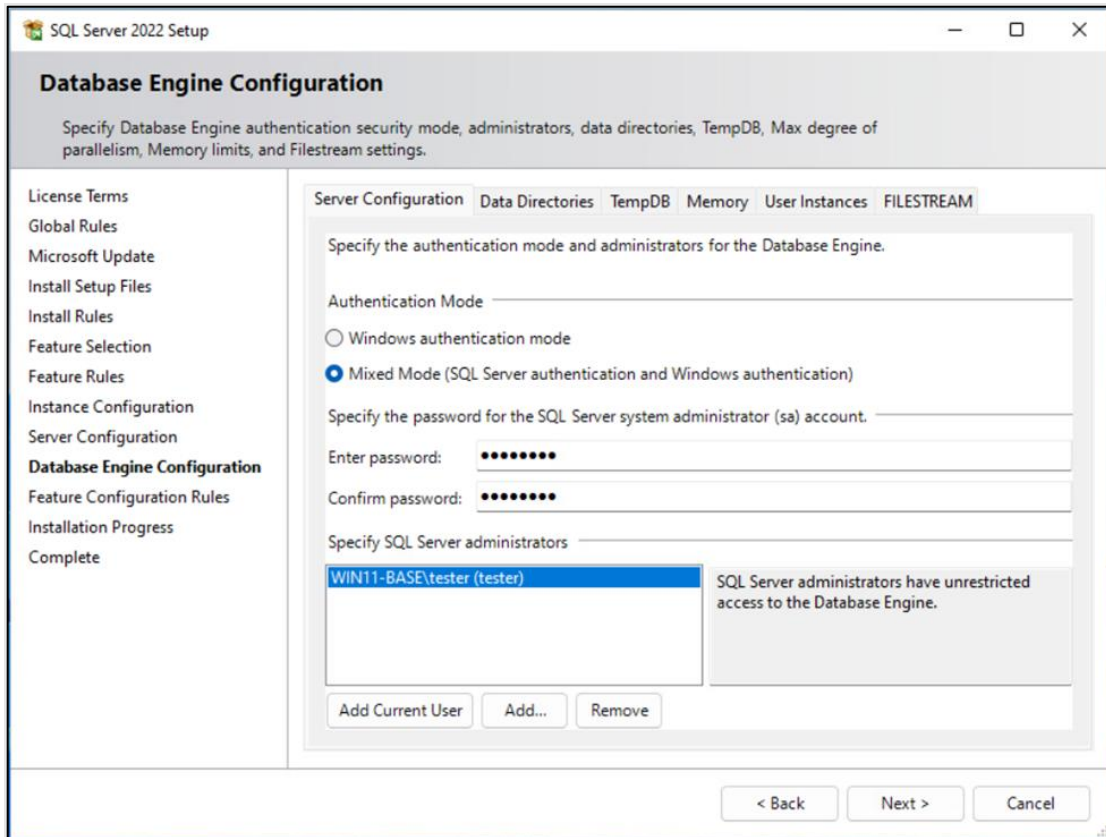 SQL Server 2022 Setup
Database Engine Configuration
Specify Database Engine authentication security mode, administrators, data directories, TempDB, Max degree of
parallelism, Memory limits, and Filestream settings.
License Terms
Global Rules
Microsoft Update
Install Setup Files
Install Rules
Feature Selection
Feature Rules
Instance Configuration
Server Configuration
Database Engine Configuration
Feature Configuration Rules
Installation Progress
Complete
Server Configuration Data Directories TempDB Memory User Instances FILESTREAM
Specify the authentication mode and administrators for the Database Engine.
Authentication Mode
Windows authentication mode
Mixed Mode (SQL Server authentication and Windows authentication)
Specify the password for the SQL Server system administrator (sa) account.
Enter password: ●●●●●●●●
Confirm password: ●●●●●●●●
Specify SQL Server administrators
WIN11-BASE\tester (tester)
SQL Server administrators have unrestricted
access to the Database Engine.
Add Current User Add... Remove
< Back Next > Cancel